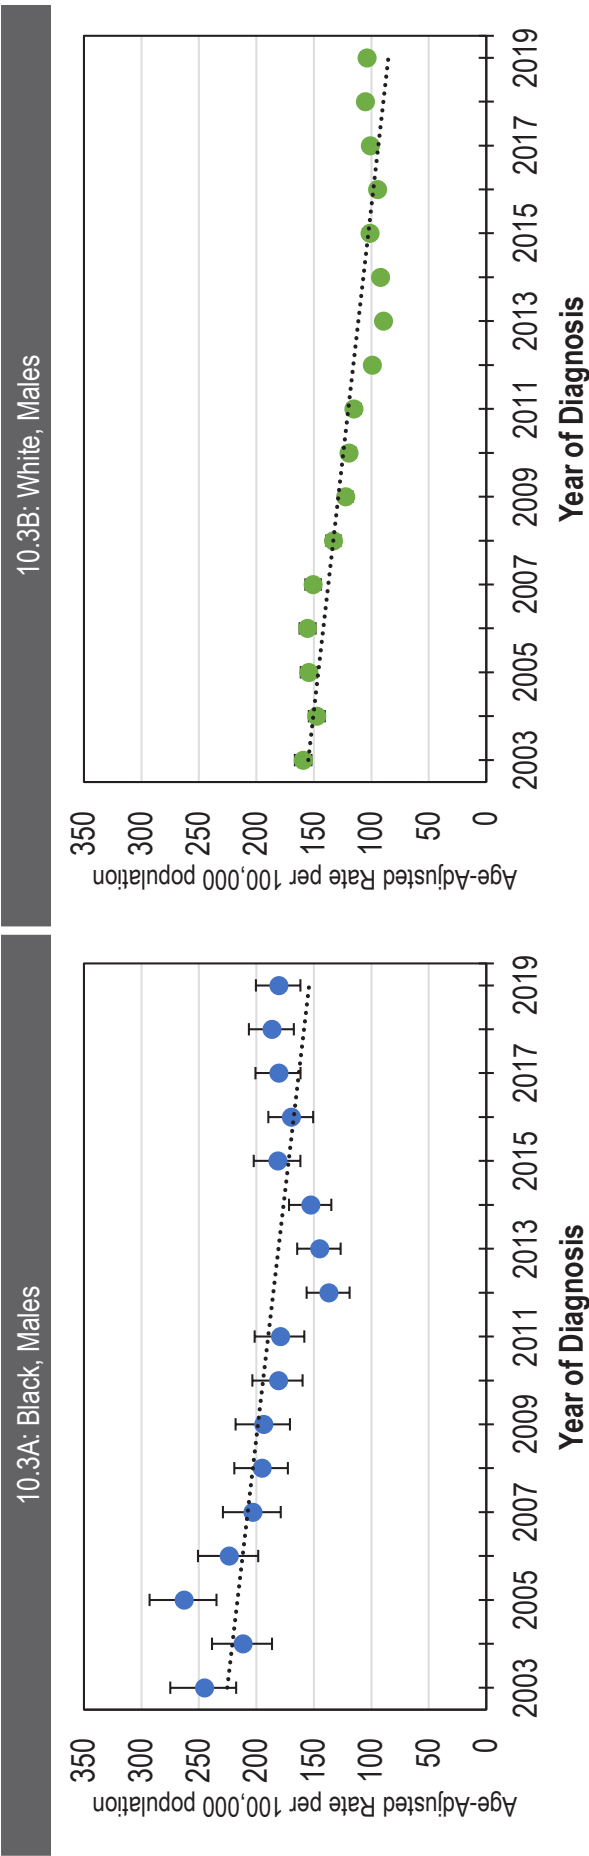 10.3A: Black, Males
Age-Adjusted Rate per 100,000 population
350
300
250
200
150
100
50
0
2003 2005 2007 2009 2011 2013 2015 2017 2019
Year of Diagnosis
10.3B: White, Males
Age-Adjusted Rate per 100,000 population
350
300
250
200
150
100
50
0
2003 2005 2007 2009 2011 2013 2015 2017 2019
Year of Diagnosis